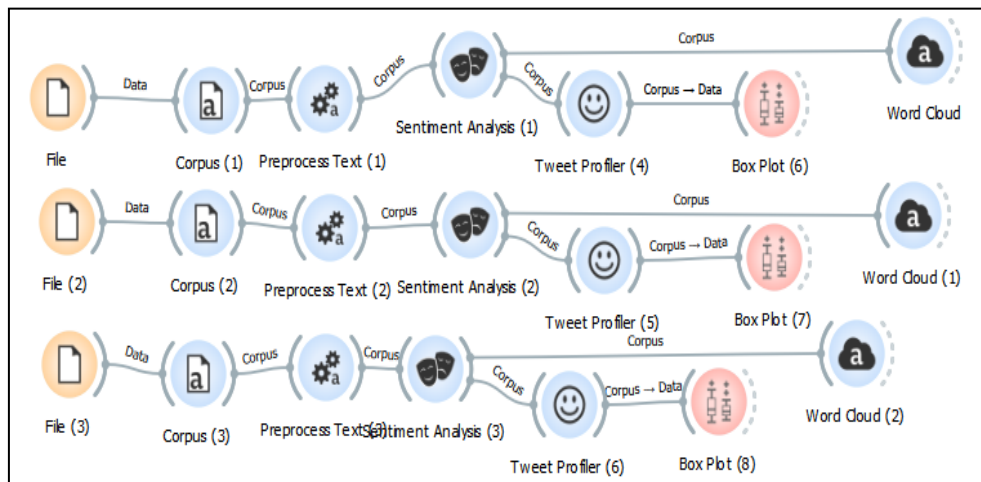 Corpus
Data
Corpus
Corpus
Corpus
Corpus → Data
File
Corpus (1)
Preprocess Text (1)
Sentiment Analysis (1)
Tweet Profiler (4)
Box Plot (6)
Word Cloud
Data
Corpus
Corpus
Corpus
Corpus
Corpus → Data
File (2)
Corpus (2)
Preprocess Text (2)
Sentiment Analysis (2)
Tweet Profiler (5)
Box Plot (7)
Word Cloud (1)
Data
Corpus
Corpus
Corpus
Corpus
Corpus → Data
File (3)
Corpus (3)
Preprocess Text (3)
Sentiment Analysis (3)
Tweet Profiler (6)
Box Plot (8)
Word Cloud (2)